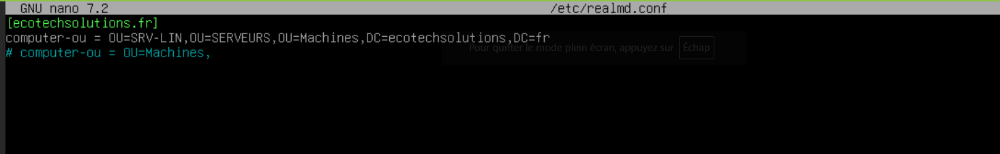 GNU nano 7.2 /etc/realmd.conf
[ecotechsolutions.fr]
computer-ou = OU=SRV-LIN,OU=SERVEURS,OU=Machines,DC=ecotechsolutions,DC=fr
Pour quitter le mode plein écran, appuyez sur Échap
# computer-ou = OU=Machines,